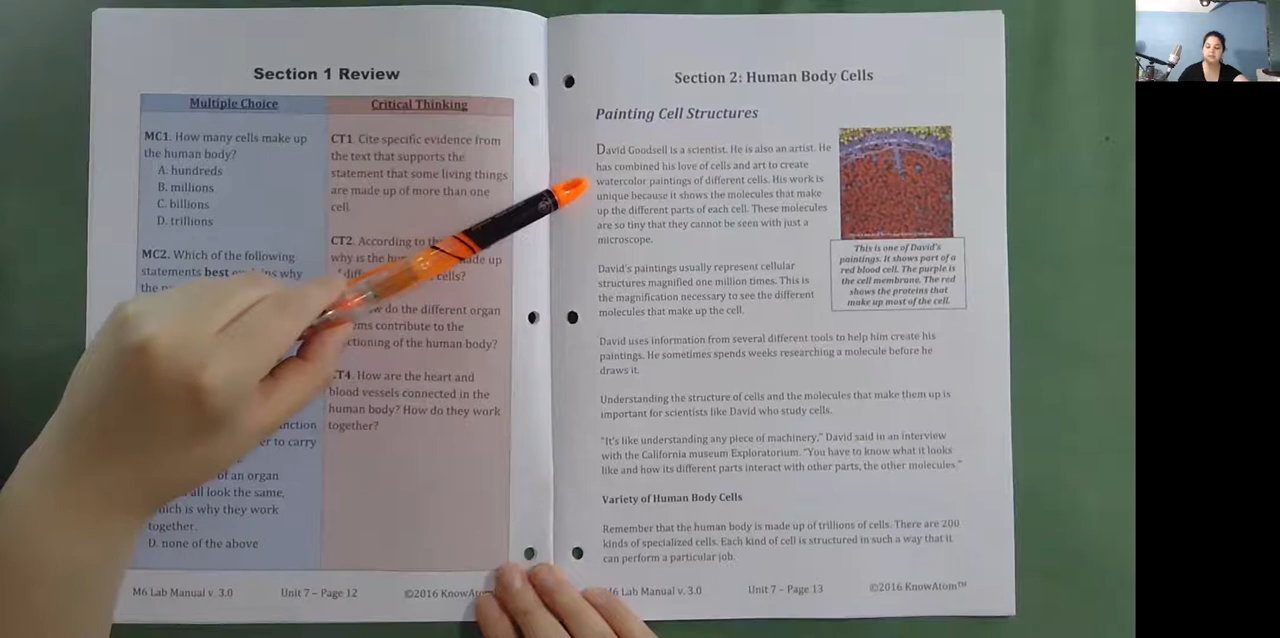 Section 1 Review
Multiple Choice
MC1. How many cells make up
the human body?
A. hundreds
B. millions
C. billions
D. trillions
MC2. Which of the following
statements best why
the
nction
er to carry
of an organ
all look the same,
which is why they work
together.
D. none of the above
Critical Thinking
CT1. Cite specific evidence from
the text that supports the
statement that some living things
are made up of more than one
cell.
CT2. According to
why is the made up
cells?
do the different organ
contribute to the
functioning of the human body?
CT4. How are the heart and
blood vessels connected in the
human body? How do they work
together?
M6 Lab Manual v. 3.0 Unit 7 – Page 12 ©2016
Section 2: Human Body Cells
Painting Cell Structures
David Goodsell is a scientist. He is also an artist. He
has combined his love of cells and art to create
watercolor paintings of different cells. His work is
unique because it shows the molecules that make
up the different parts of each cell. These molecules
are so tiny that they cannot be seen with just a
microscope.
This is one of David's
paintings. It shows part of a
red blood cell. The purple is
the cell membrane. The red
shows the proteins that
make up most of the cell.
David's paintings usually represent cellular
structures magnified one million times. This is
the magnification necessary to see the different
molecules that make up the cell.
David uses information from several different tools to help him create his
paintings. He sometimes spends weeks researching a molecule before he
draws it.
Understanding the structure of cells and the molecules that make them up is
important for scientists like David who study cells.
"It's like understanding any piece of machinery," David said in an interview
with the California museum Exploratorium. "You have to know what it looks
like and how its different parts interact with other parts, the other molecules."
Variety of Human Body Cells
Remember that the human body is made up of trillions of cells. There are 200
kinds of specialized cells. Each kind of cell is structured in such a way that it
can perform a particular job.
Lab Manual v. 3.0 Unit 7 – Page 13 ©2016 KnowAtom™